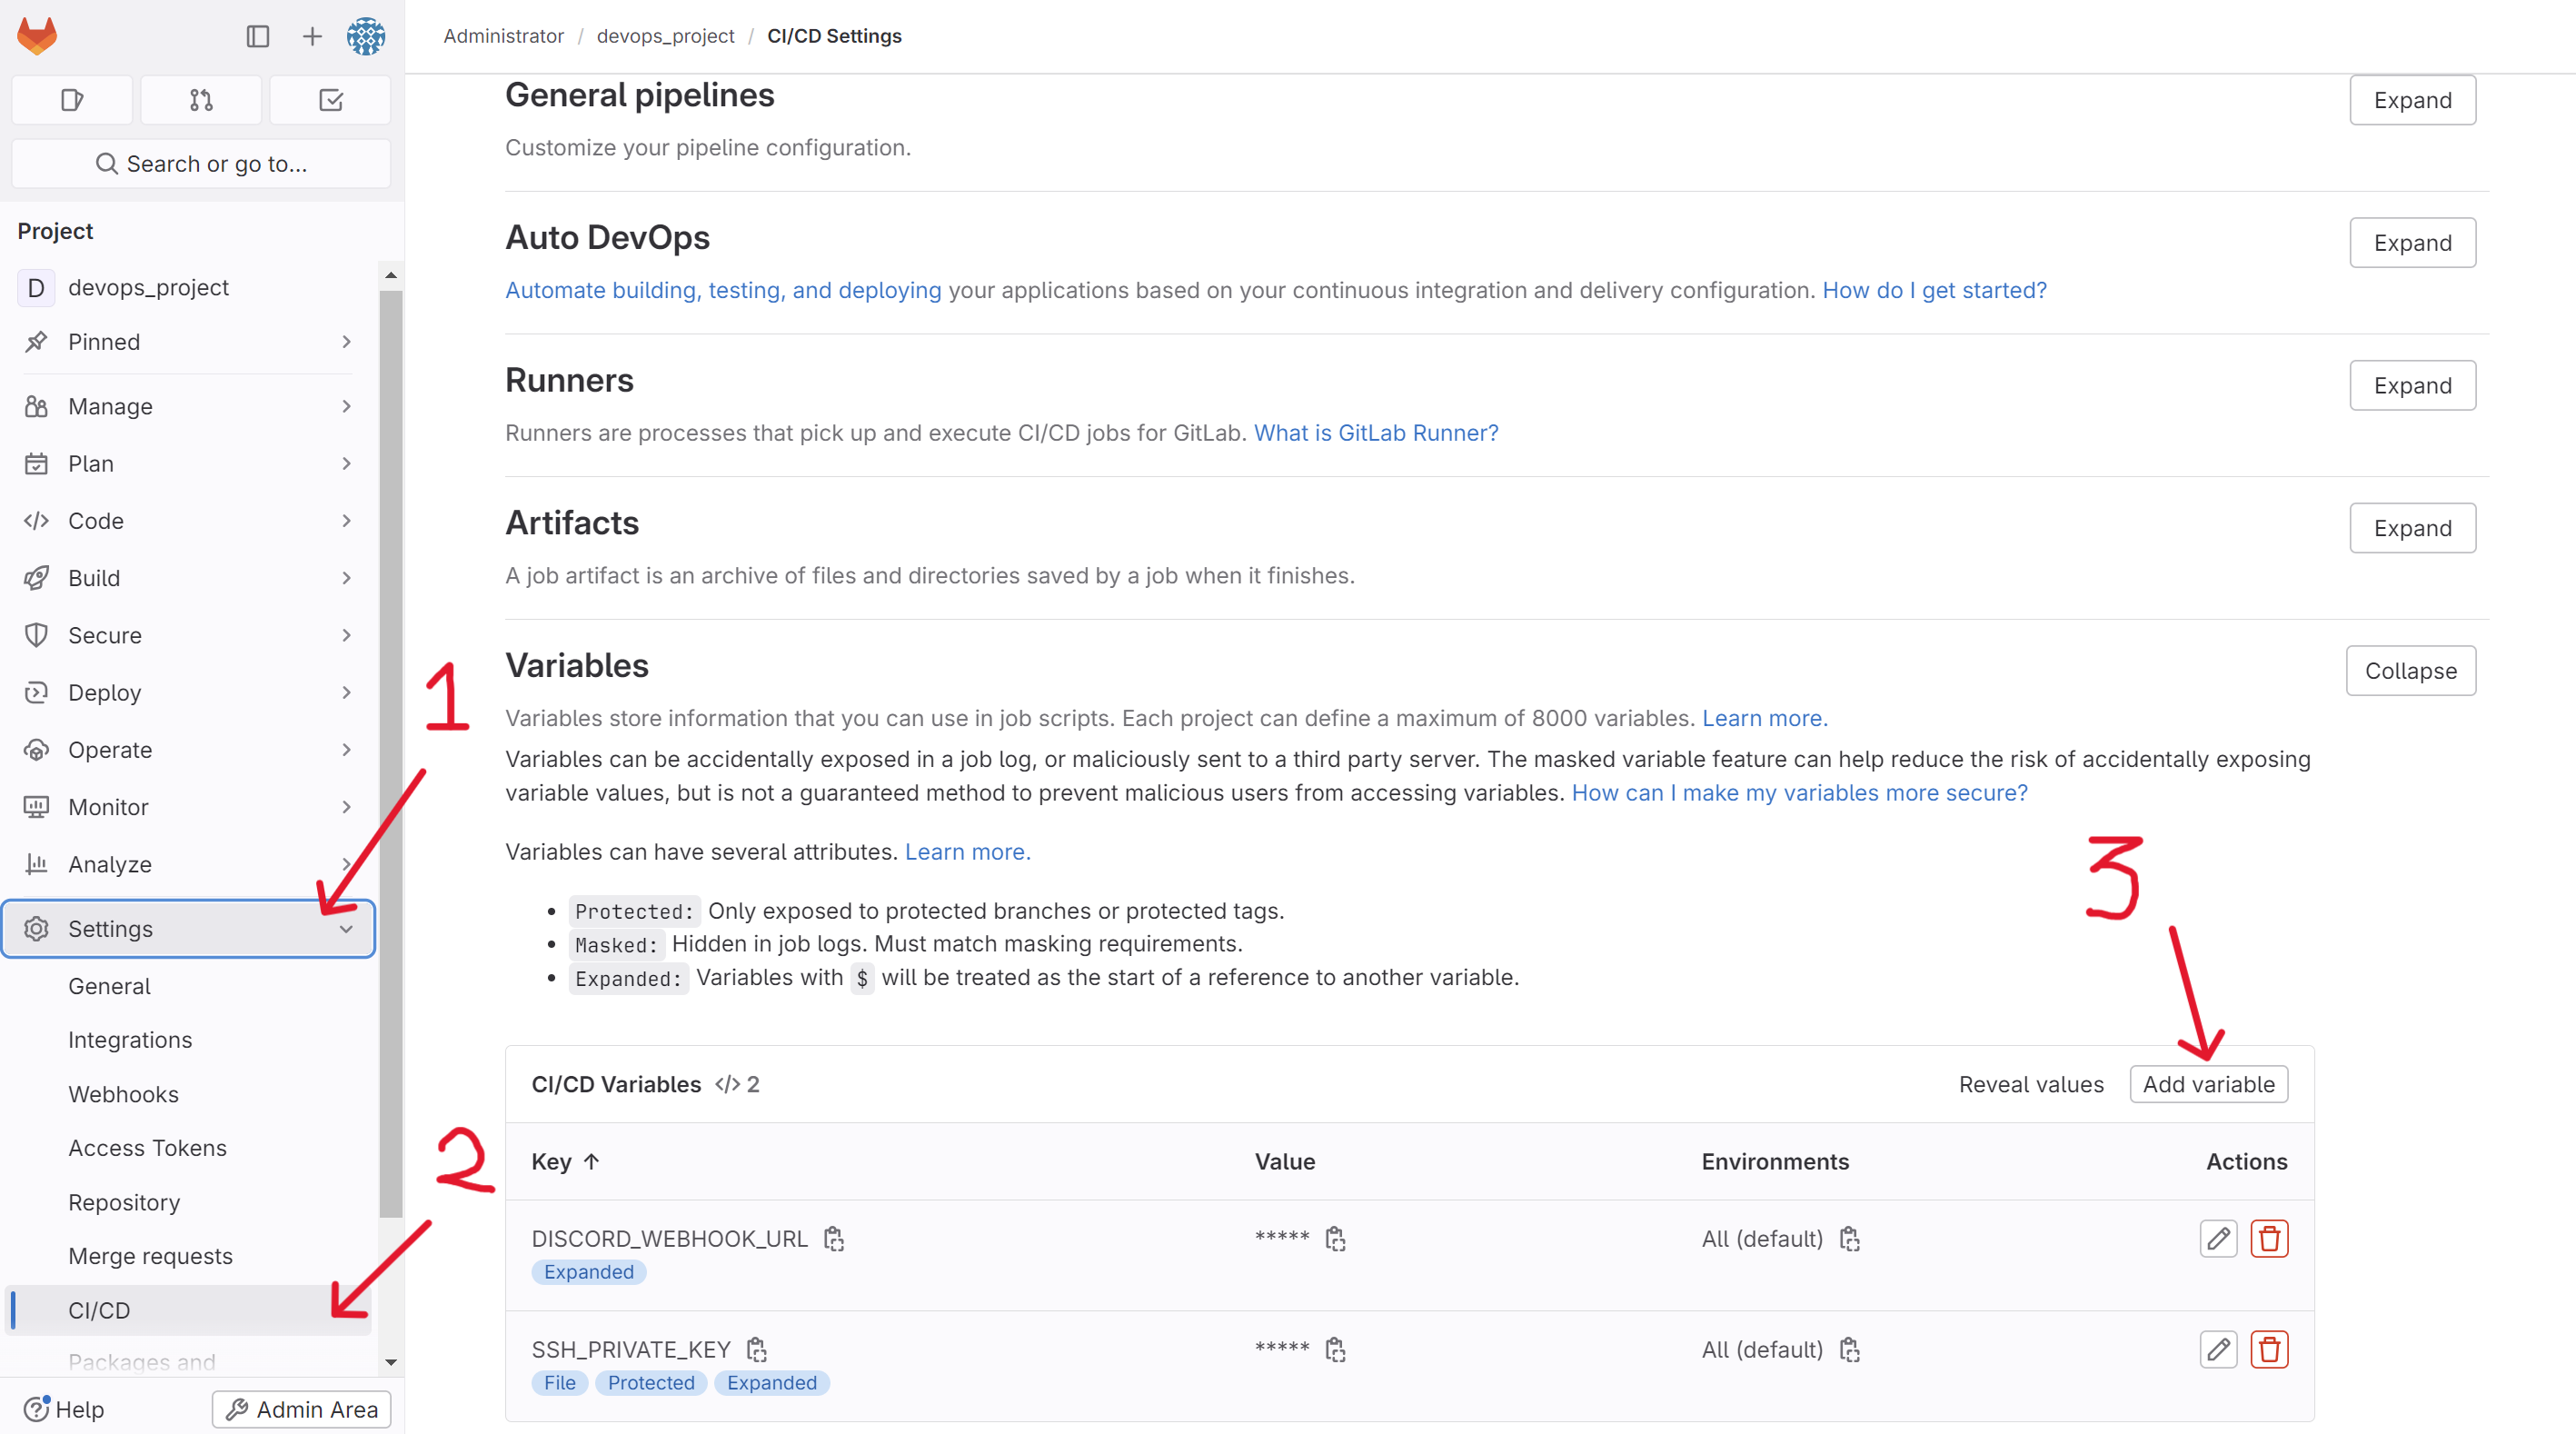 Administrator / devops_project / CI/CD Settings
Search or go to...
Project
D devops_project
Pinned
Manage
Plan
Code
Build
Secure
Deploy
Operate
Monitor
Analyze
Settings
General
Integrations
Webhooks
Access Tokens
Repository
Merge requests
CI/CD
Packages and
Help
Admin Area
1
2
General pipelines
Expand
Customize your pipeline configuration.
Auto DevOps
Expand
Automate building, testing, and deploying your applications based on your continuous integration and delivery configuration. How do I get started?
Runners
Expand
Runners are processes that pick up and execute CI/CD jobs for GitLab. What is GitLab Runner?
Artifacts
Expand
A job artifact is an archive of files and directories saved by a job when it finishes.
Variables
Collapse
Variables store information that you can use in job scripts. Each project can define a maximum of 8000 variables. Learn more.
Variables can be accidentally exposed in a job log, or maliciously sent to a third party server. The masked variable feature can help reduce the risk of accidentally exposing
variable values, but is not a guaranteed method to prevent malicious users from accessing variables. How can I make my variables more secure?
Variables can have several attributes. Learn more.
3
• Protected: Only exposed to protected branches or protected tags.
• Masked: Hidden in job logs. Must match masking requirements.
• Expanded: Variables with $ will be treated as the start of a reference to another variable.
CI/CD Variables </> 2
Reveal values
Add variable
Key ↑ Value Environments Actions
DISCORD_WEBHOOK_URL ***** All (default)
Expanded
SSH_PRIVATE_KEY ***** All (default)
File Protected Expanded